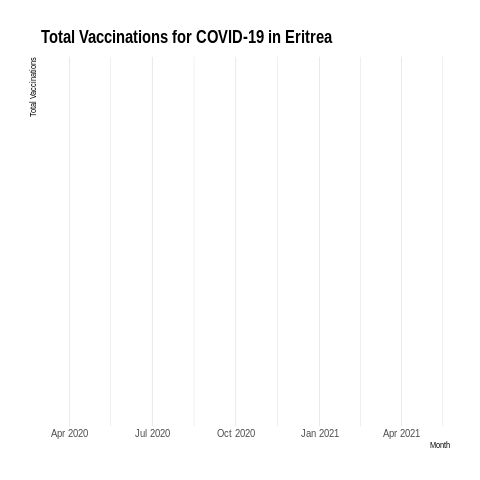 Total Vaccinations for COVID-19 in Eritrea
Total Vaccinations
Apr 2020 Jul 2020 Oct 2020 Jan 2021 Apr 2021
Month